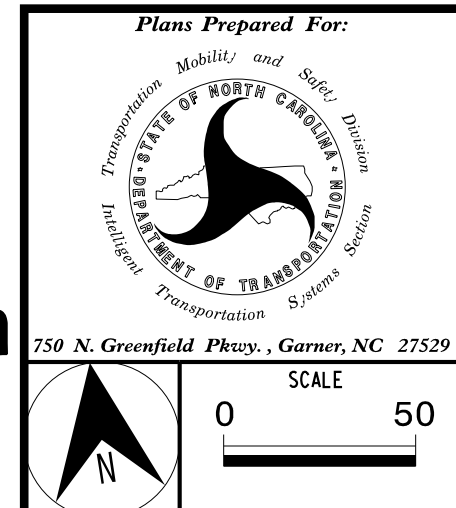 Plans Prepared For:
Transportation Mobility and Safety Division
STATE OF NORTH CAROLINA
DEPARTMENT OF TRANSPORTATION
Intelligent Transportation Systems Section
750 N. Greenfield Pkwy. , Garner, NC 27529
SCALE
0 50
N